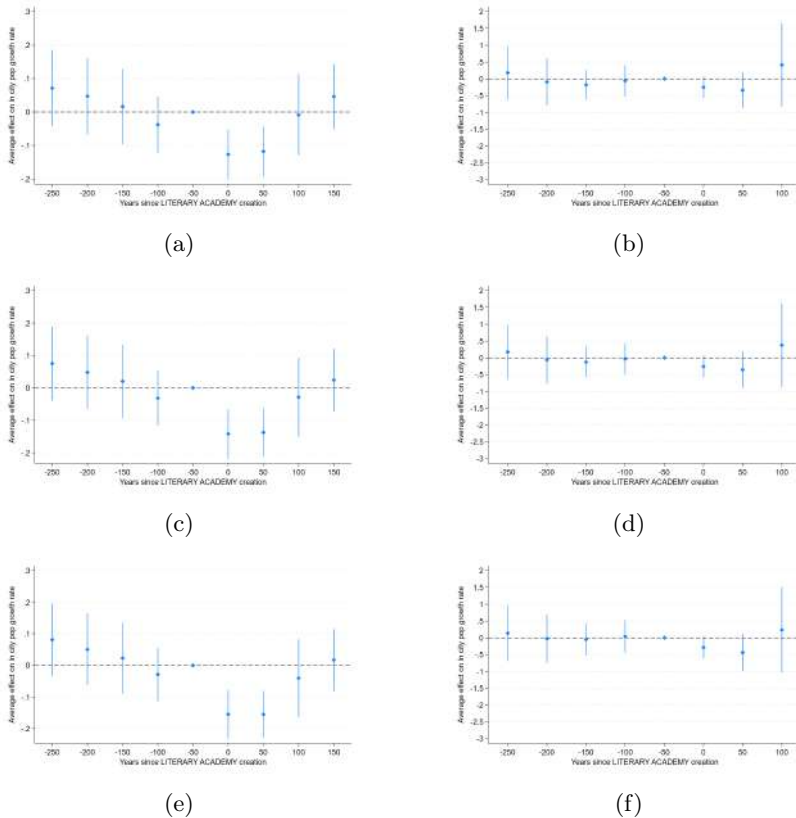 Average effect on ln city pop growth rate
.3
.2
.1
0
-.1
-.2
-250 -200 -150 -100 -50 0 50 100 150
Years since LITERARY ACADEMY creation
(a)
Average effect on ln city pop growth rate
2
1.5
1
.5
0
-.5
-1
-1.5
-2
-2.5
-3
-250 -200 -150 -100 -50 0 50 100
Years since LITERARY ACADEMY creation
(b)
Average effect on ln city pop growth rate
.3
.2
.1
0
-.1
-.2
-250 -200 -150 -100 -50 0 50 100 150
Years since LITERARY ACADEMY creation
(c)
Average effect on ln city pop growth rate
2
1.5
1
.5
0
-.5
-1
-1.5
-2
-2.5
-3
-250 -200 -150 -100 -50 0 50 100
Years since LITERARY ACADEMY creation
(d)
Average effect on ln city pop growth rate
.3
.2
.1
0
-.1
-.2
-250 -200 -150 -100 -50 0 50 100 150
Years since LITERARY ACADEMY creation
(e)
Average effect on ln city pop growth rate
2
1.5
1
.5
0
-.5
-1
-1.5
-2
-2.5
-3
-250 -200 -150 -100 -50 0 50 100
Years since LITERARY ACADEMY creation
(f)